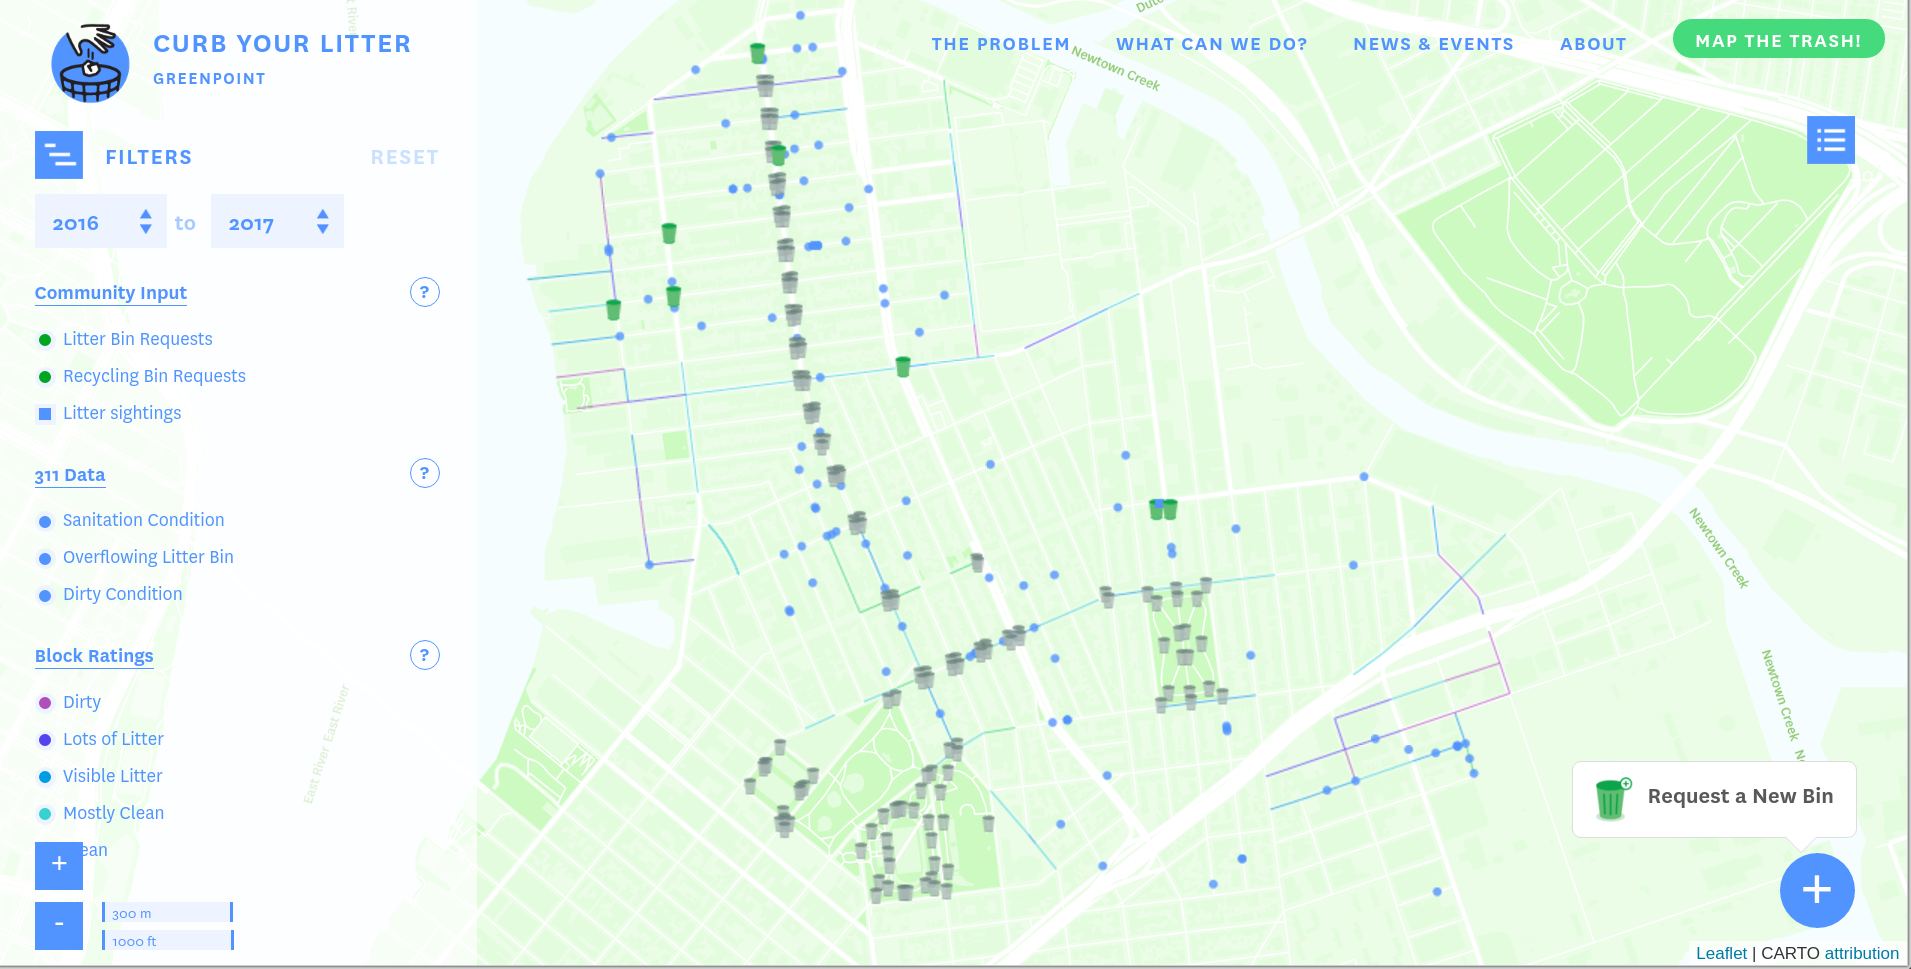 CURB YOUR LITTER
GREENPOINT
THE PROBLEM
WHAT CAN WE DO?
NEWS & EVENTS
ABOUT
MAP THE TRASH!
FILTERS
RESET
2016
to
2017
Community Input
?
Litter Bin Requests
Recycling Bin Requests
Litter sightings
311 Data
?
Sanitation Condition
Overflowing Litter Bin
Dirty Condition
Block Ratings
?
Dirty
Lots of Litter
Visible Litter
Mostly Clean
ean
+
-
300 m
1000 ft
East River
East River
Newtown Creek
Newtown Creek
Newtown Creek
Request a New Bin
+
Leaflet | CARTO attribution